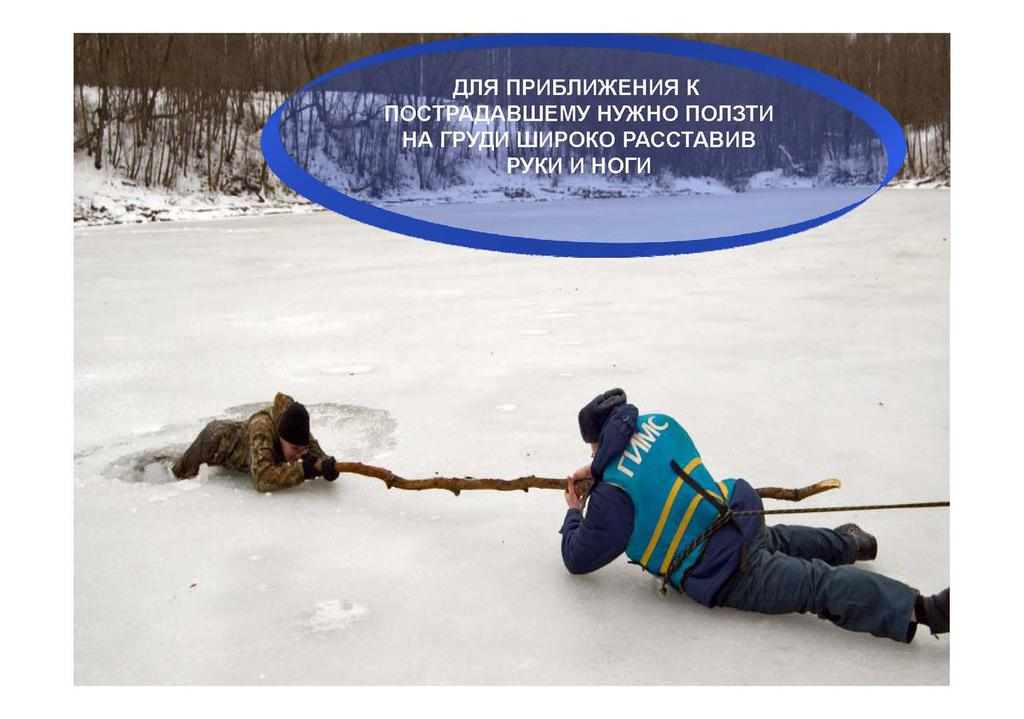 ДЛЯ ПРИБЛИЖЕНИЯ К
ПОСТРАДАВШЕМУ НУЖНО ПОЛЗТИ
НА ГРУДИ ШИРОКО РАССТАВИВ
РУКИ И НОГИ
ГИМС